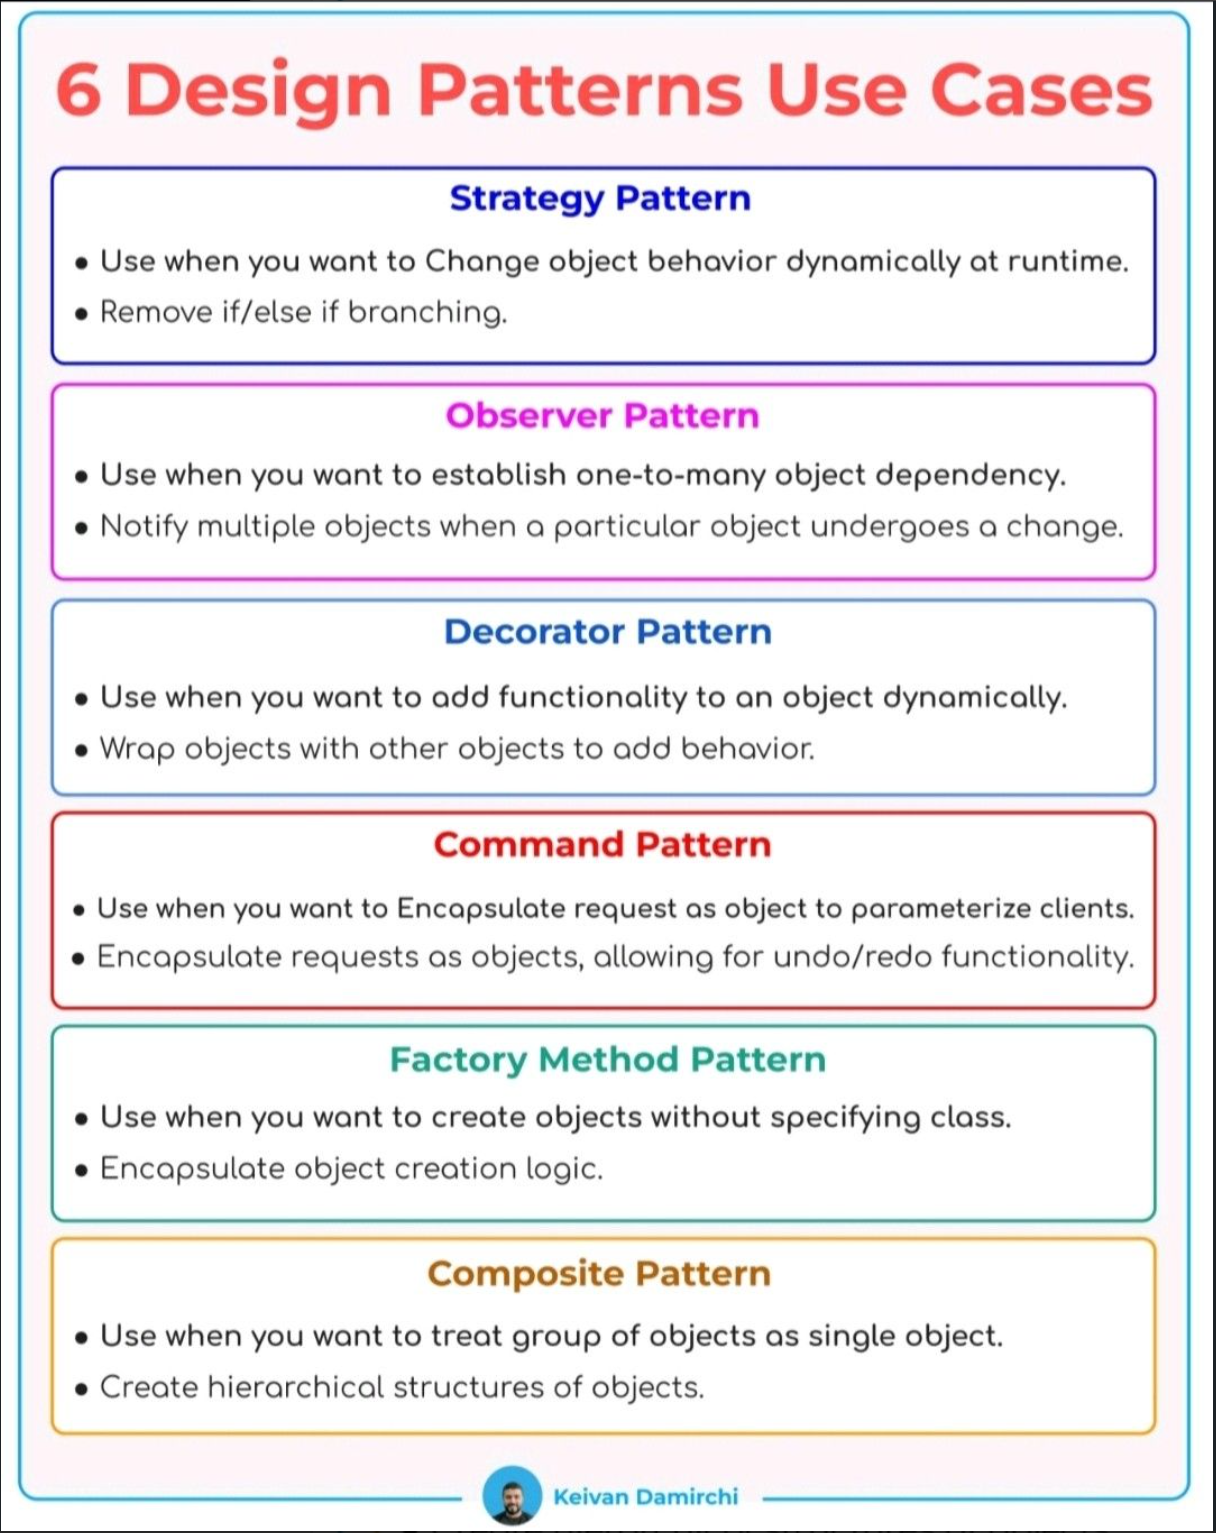 6 Design Patterns Use Cases
Strategy Pattern
● Use when you want to Change object behavior dynamically at runtime.
● Remove if/else if branching.
Observer Pattern
● Use when you want to establish one-to-many object dependency.
● Notify multiple objects when a particular object undergoes a change.
Decorator Pattern
● Use when you want to add functionality to an object dynamically.
● Wrap objects with other objects to add behavior.
Command Pattern
● Use when you want to Encapsulate request as object to parameterize clients.
● Encapsulate requests as objects, allowing for undo/redo functionality.
Factory Method Pattern
● Use when you want to create objects without specifying class.
● Encapsulate object creation logic.
Composite Pattern
● Use when you want to treat group of objects as single object.
● Create hierarchical structures of objects.
Keivan Damirchi